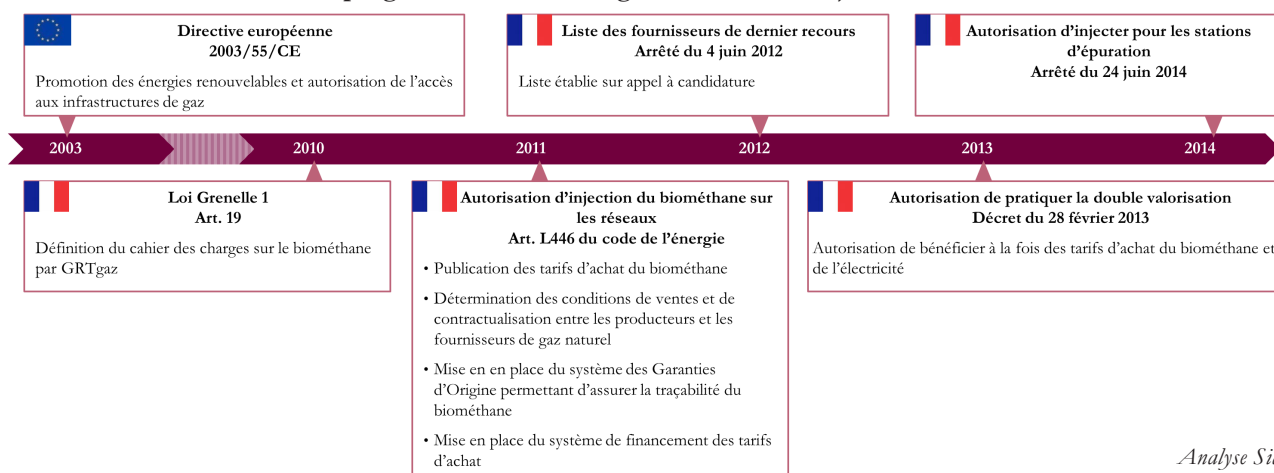 Directive européenne
2003/55/CE
Promotion des énergies renouvelables et autorisation de l'accès
aux infrastructures de gaz
Liste des fournisseurs de dernier recours
Arrêté du 4 juin 2012
Liste établie sur appel à candidature
Autorisation d'injecter pour les stations
d'épuration
Arrêté du 24 juin 2014
2003
2010
2011
2012
2013
2014
Loi Grenelle 1
Art. 19
Définition du cahier des charges sur le biométhane
par GRTgaz
Autorisation d'injection du biométhane sur
les réseaux
Art. L446 du code de l'énergie
• Publication des tarifs d'achat du biométhane
• Détermination des conditions de ventes et de
contractualisation entre les producteurs et les
fournisseurs de gaz naturel
• Mise en en place du système des Garanties
d'Origine permettant d'assurer la traçabilité du
biométhane
• Mise en place du système de financement des tarifs
d'achat
Autorisation de pratiquer la double valorisation
Décret du 28 février 2013
Autorisation de bénéficier à la fois des tarifs d'achat du biométhane et
de l'électricité
Analyse